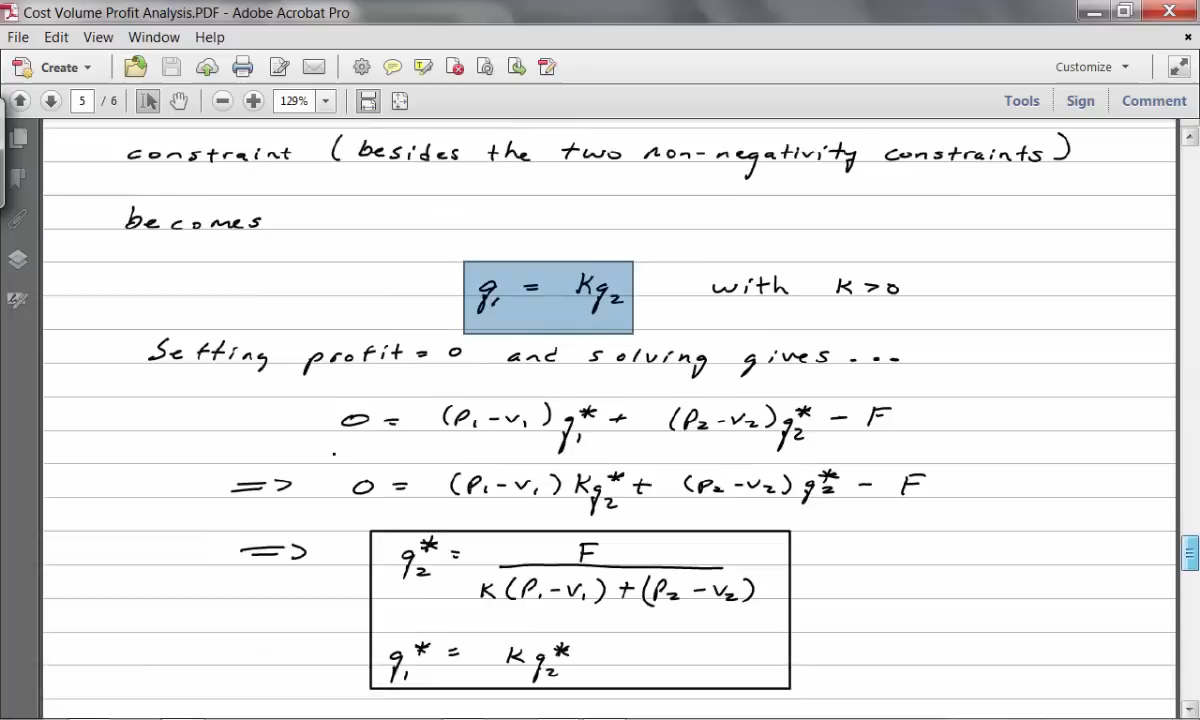 Cost Volume Profit Analysis.PDF - Adobe Acrobat Pro
File Edit View Window Help
Create Customize
5 / 6 129% Tools Sign Comment
constraint (besides the two non-negativity constraints)
becomes
q₁ = Kq₂ with K>0
Setting profit=0 and solving gives...
0 = (P₁-V₁)q₁* + (P₂-V₂)q₂* - F
=> 0 = (P₁-V₁)Kq₂* + (P₂-V₂)q₂* - F
=> q₂* = F
K(P₁-V₁)+(P₂-V₂)
q₁* = Kq₂*